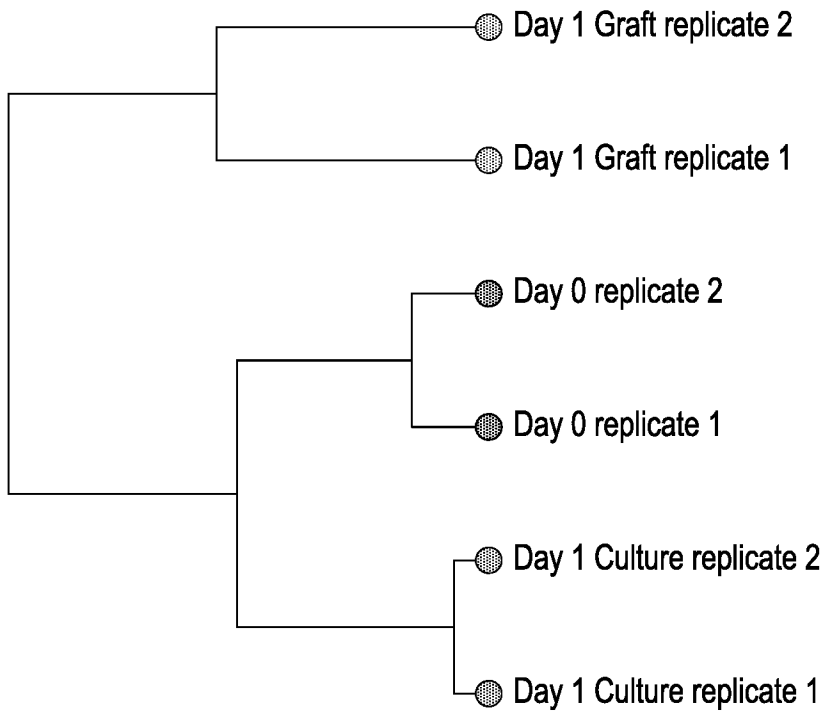 Day 1 Graft replicate 2
Day 1 Graft replicate 1
Day 0 replicate 2
Day 0 replicate 1
Day 1 Culture replicate 2
Day 1 Culture replicate 1